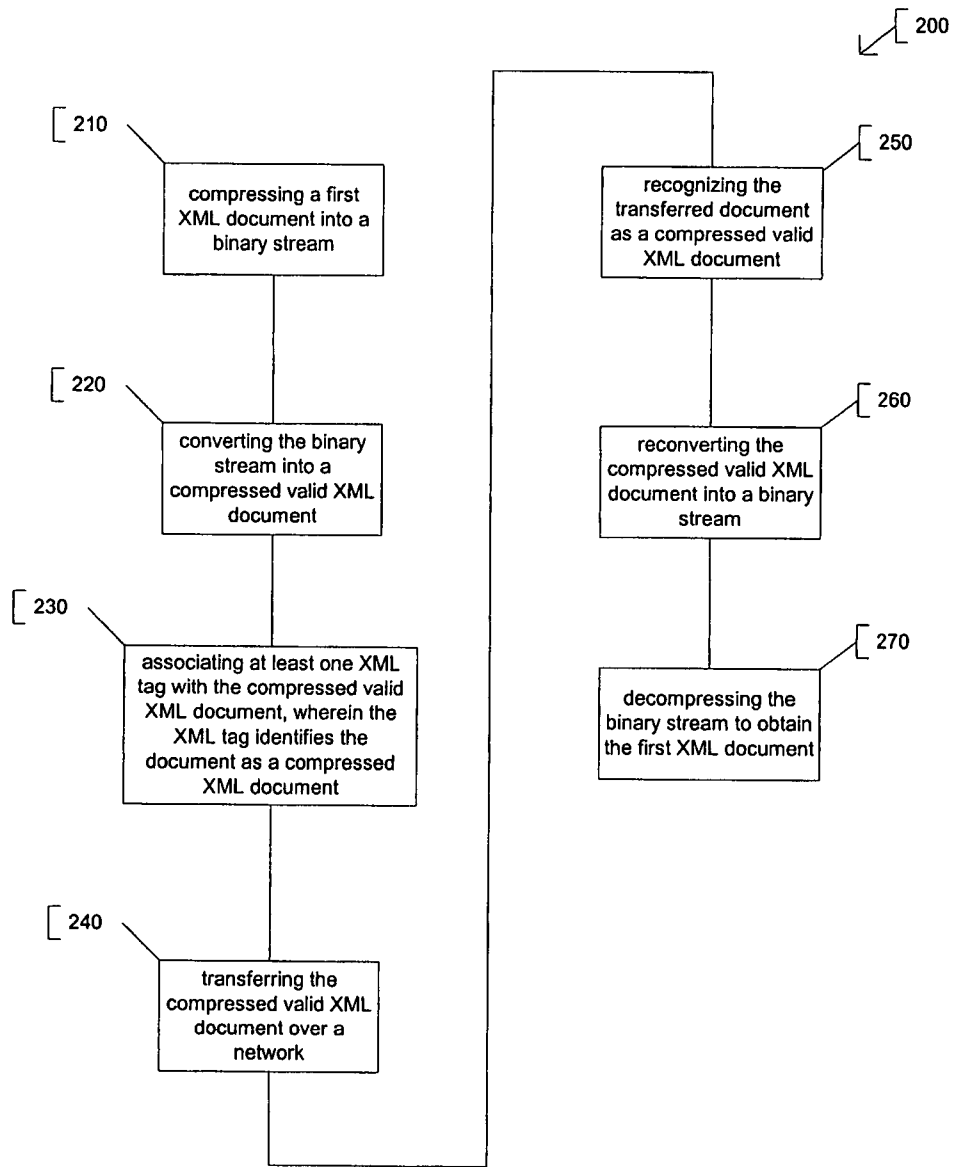 200
210
compressing a first
XML document into a
binary stream
220
converting the binary
stream into a
compressed valid XML
document
230
associating at least one XML
tag with the compressed valid
XML document, wherein the
XML tag identifies the
document as a compressed
XML document
240
transferring the
compressed valid XML
document over a
network
250
recognizing the
transferred document
as a compressed valid
XML document
260
reconverting the
compressed valid XML
document into a binary
stream
270
decompressing the
binary stream to obtain
the first XML document